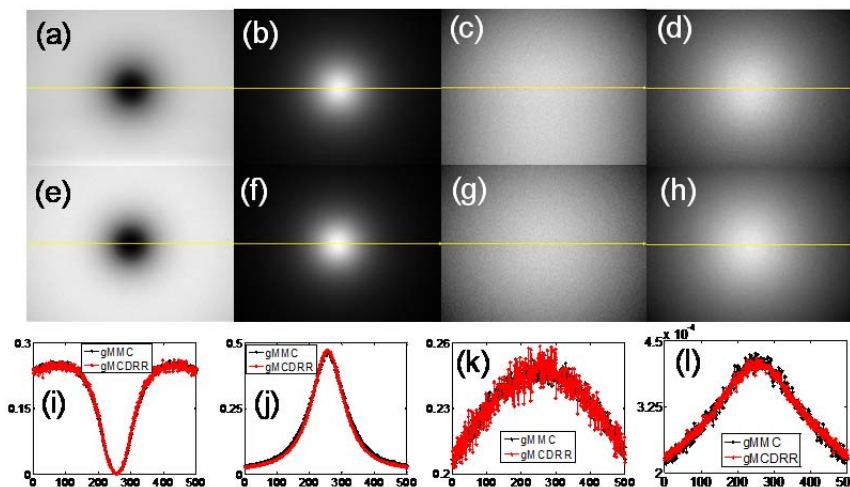 (a) (b) (c) (d)
(e) (f) (g) (h)
0.3
0.15
0
0 100 200 300 400 500
gMMC
gMCDRR
(i)
0.5
0.25
0
0 100 200 300 400 500
gMMC
gMCDRR
(j)
0.26
0.23
0.2
0 100 200 300 400 500
gMMC
gMCDRR
(k)
x 10⁻⁴
4.5
3.25
2
0 100 200 300 400 500
gMMC
gMCDRR
(l)